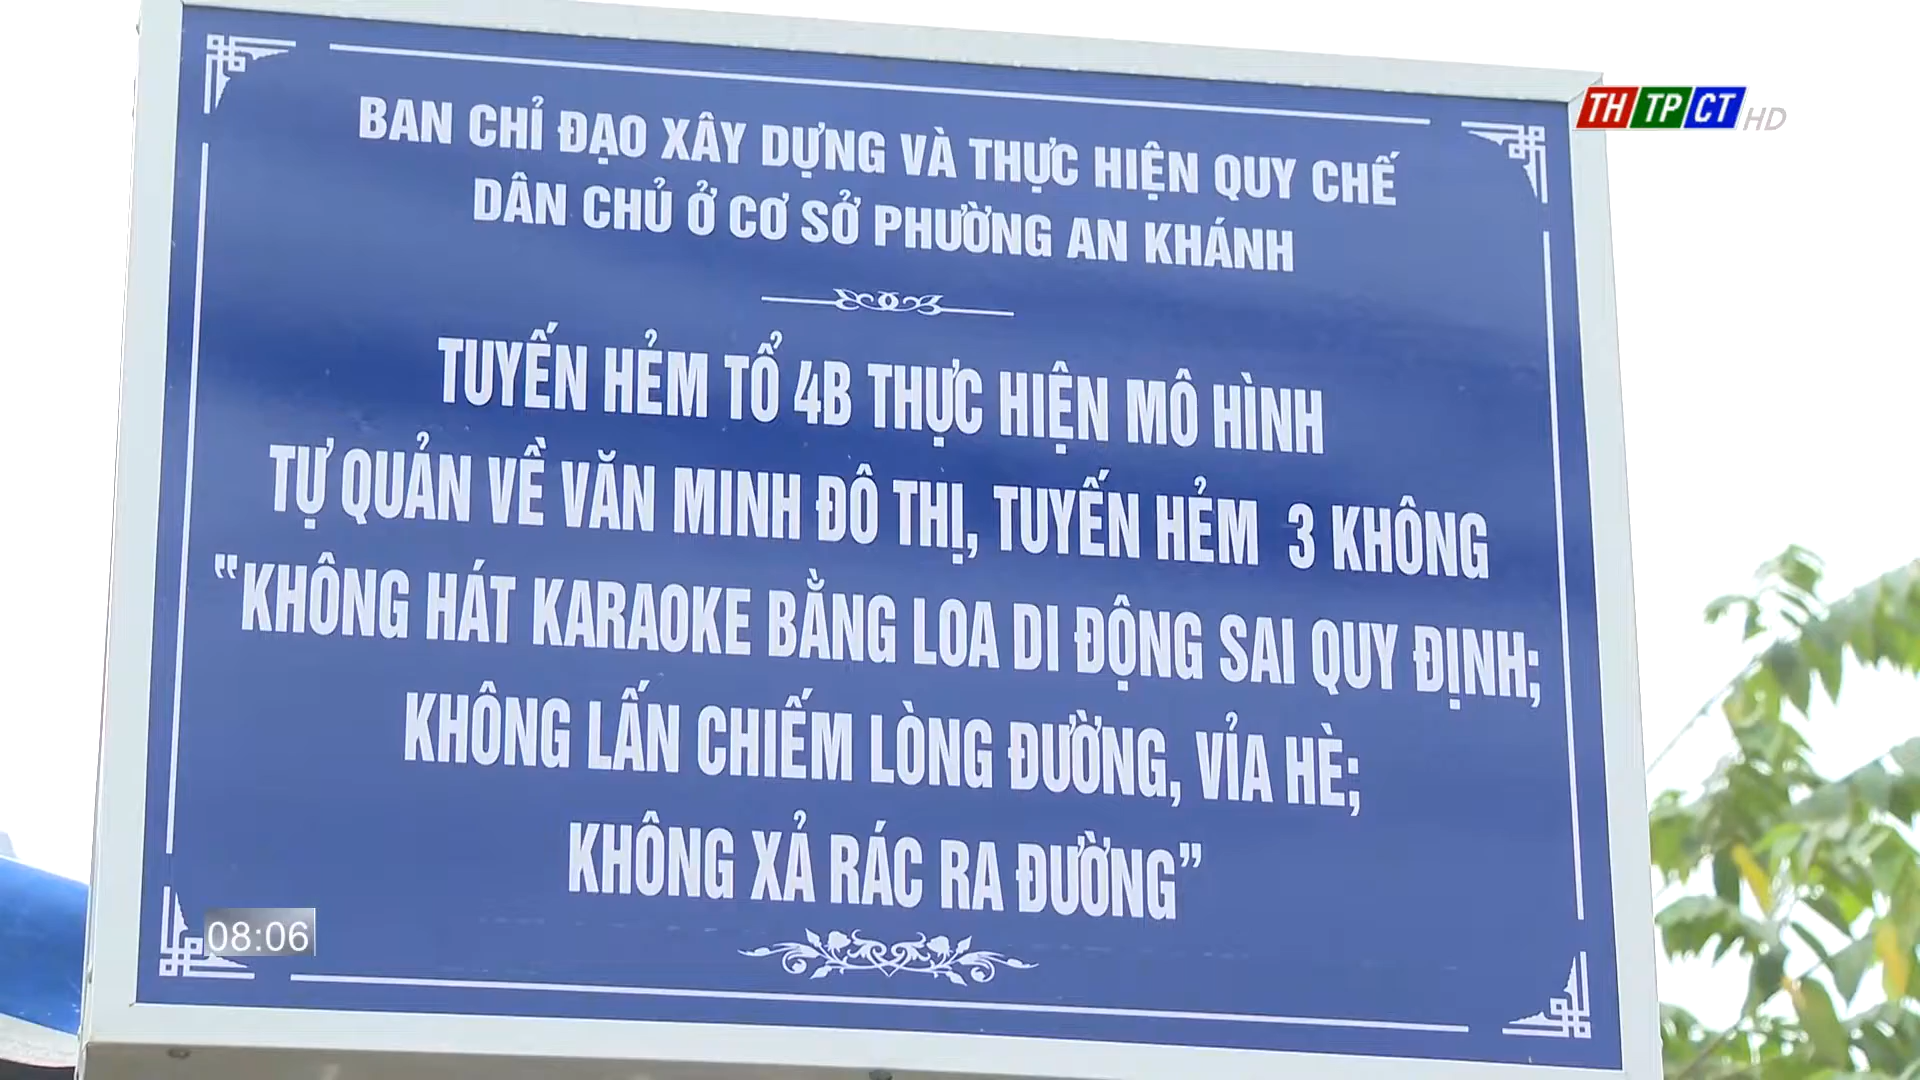 THTPCT HD
BAN CHỈ ĐẠO XÂY DỰNG VÀ THỰC HIỆN QUY CHẾ
DÂN CHỦ Ở CƠ SỞ PHƯỜNG AN KHÁNH
TUYẾN HẺM TỔ 4B THỰC HIỆN MÔ HÌNH
TỰ QUẢN VỀ VĂN MINH ĐÔ THỊ, TUYẾN HẺM 3 KHÔNG
"KHÔNG HÁT KARAOKE BẰNG LOA DI ĐỘNG SAI QUY ĐỊNH;
KHÔNG LẤN CHIẾM LÒNG ĐƯỜNG, VỈA HÈ;
KHÔNG XẢ RÁC RA ĐƯỜNG"
08:06